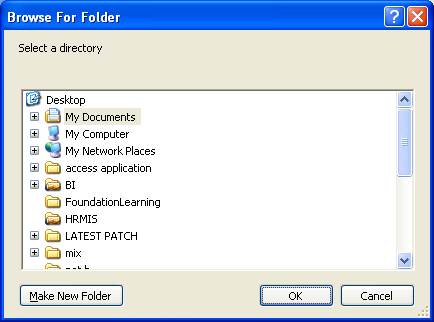 Browse For Folder
Select a directory
Desktop
My Documents
My Computer
My Network Places
access application
BI
FoundationLearning
HRMIS
LATEST PATCH
mix
Make New Folder
OK
Cancel